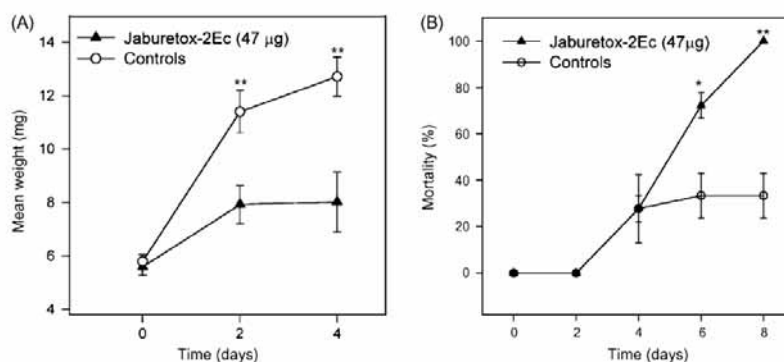 (A)
Jaburetox-2Ec (47 μg)
Controls
Mean weight (mg)
14
12
10
8
6
4
**
**
0
2
4
Time (days)
(B)
Jaburetox-2Ec (47μg)
Controls
Mortality (%)
100
80
60
40
20
0
*
**
0
2
4
6
8
Time (days)